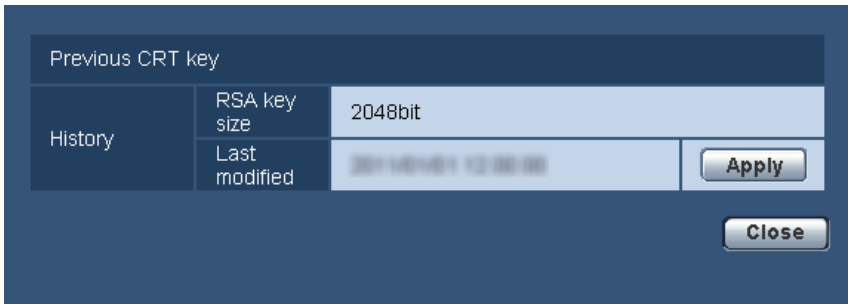 Previous CRT key
History
RSA key
size
2048bit
Last
modified
Apply
Close